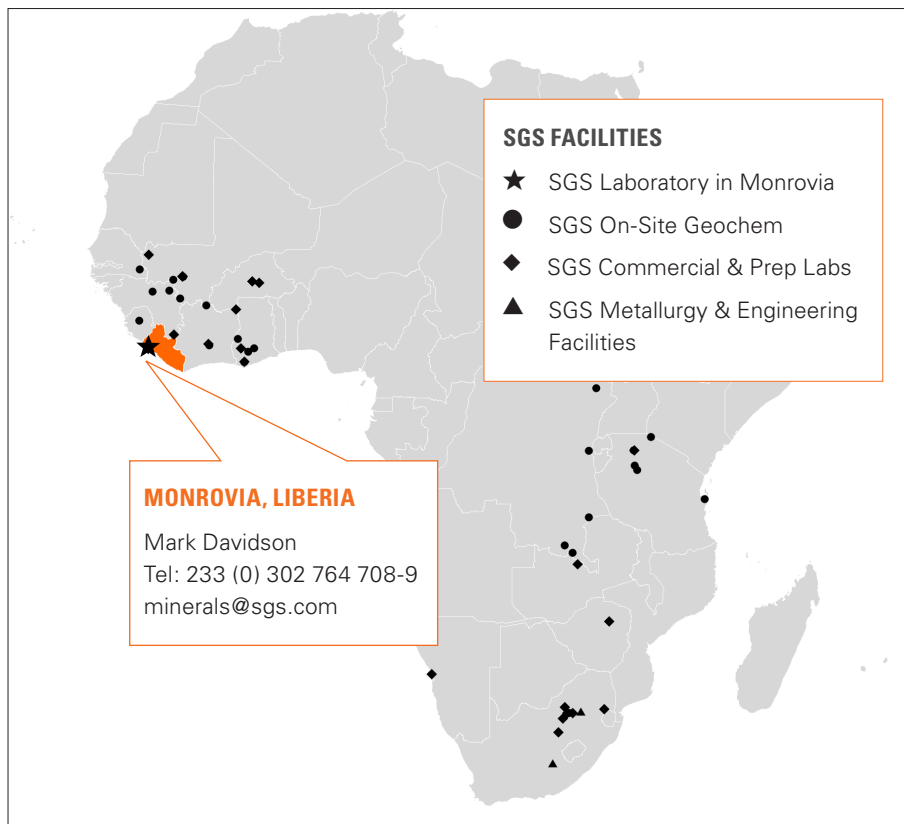 SGS FACILITIES
SGS Laboratory in Monrovia
SGS On-Site Geochem
SGS Commercial & Prep Labs
SGS Metallurgy & Engineering
Facilities
MONROVIA, LIBERIA
Mark Davidson
Tel: 233 (0) 302 764 708-9
minerals@sgs.com